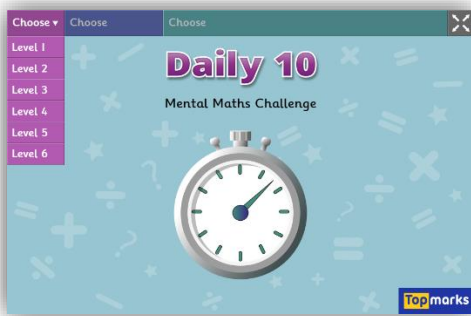 Choose ▾ Choose Choose
Level 1
Level 2
Level 3
Level 4
Level 5
Level 6
Daily 10
Mental Maths Challenge
Topmarks